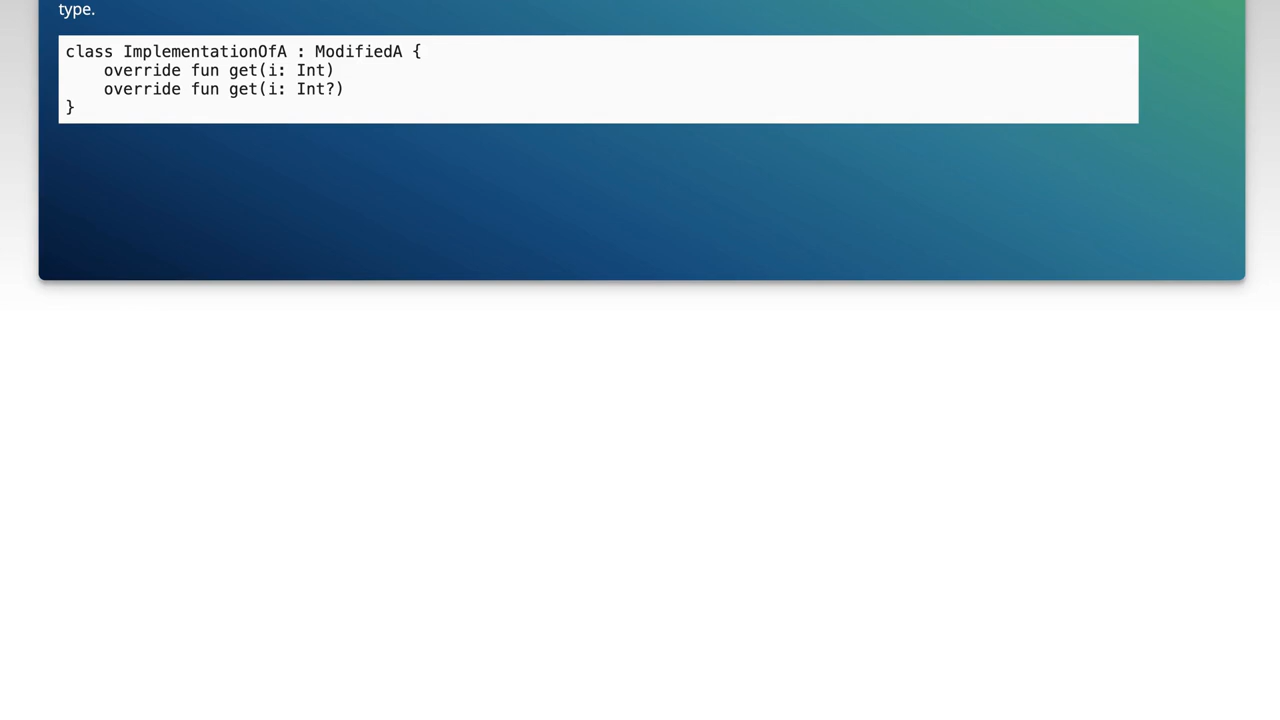 type.
class ImplementationOfA : ModifiedA {
    override fun get(i: Int)
    override fun get(i: Int?)
}